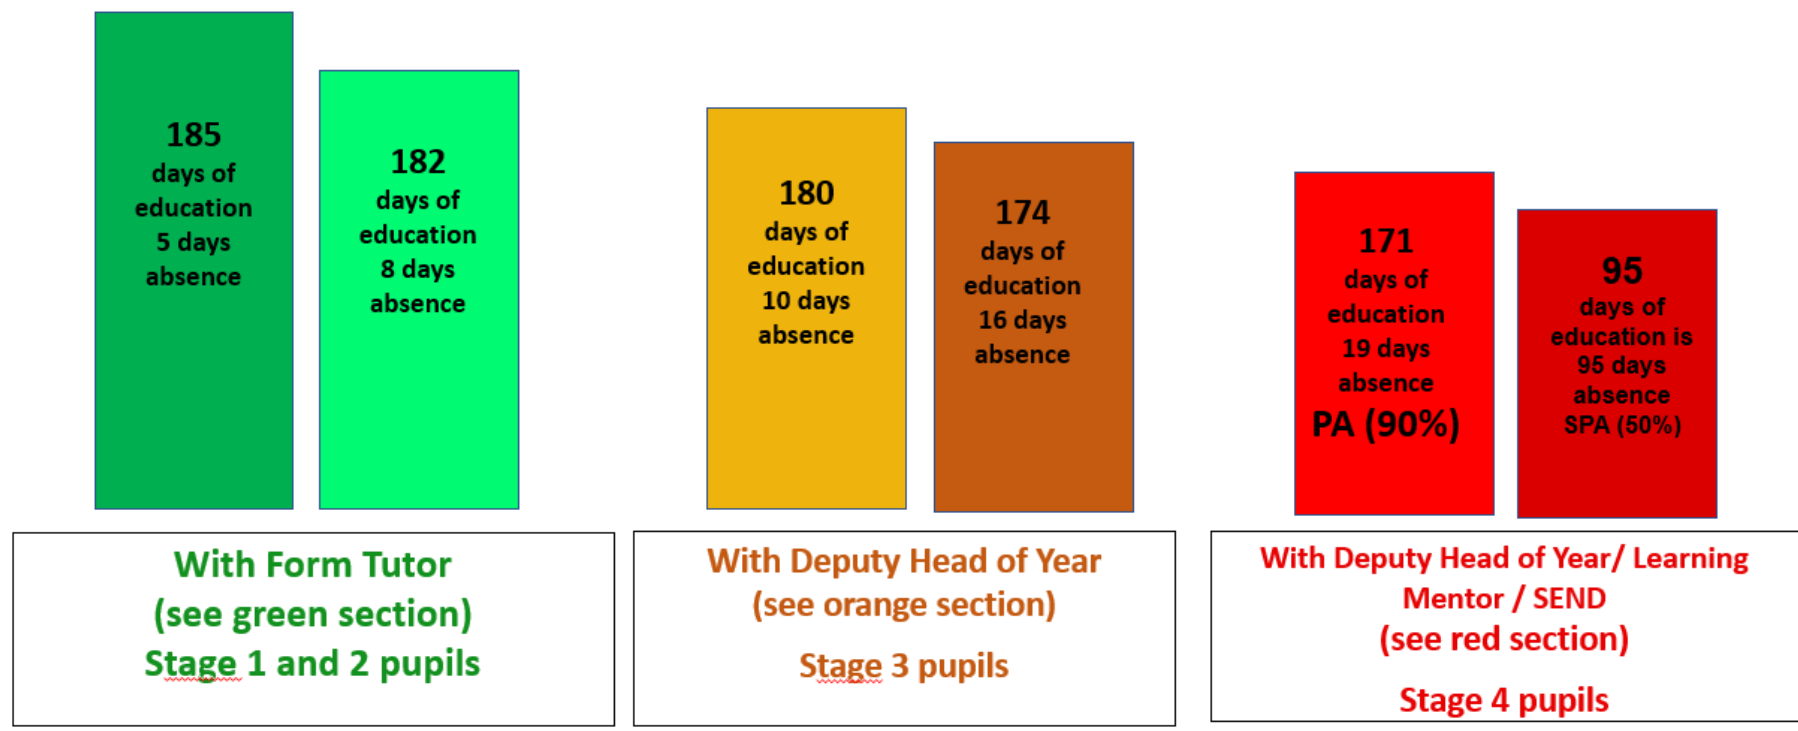 185
days of
education
5 days
absence
182
days of
education
8 days
absence
180
days of
education
10 days
absence
174
days of
education
16 days
absence
171
days of
education
19 days
absence
PA (90%)
95
days of
education is
95 days
absence
SPA (50%)
With Form Tutor
(see green section)
Stage 1 and 2 pupils
With Deputy Head of Year
(see orange section)
Stage 3 pupils
With Deputy Head of Year/ Learning
Mentor / SEND
(see red section)
Stage 4 pupils